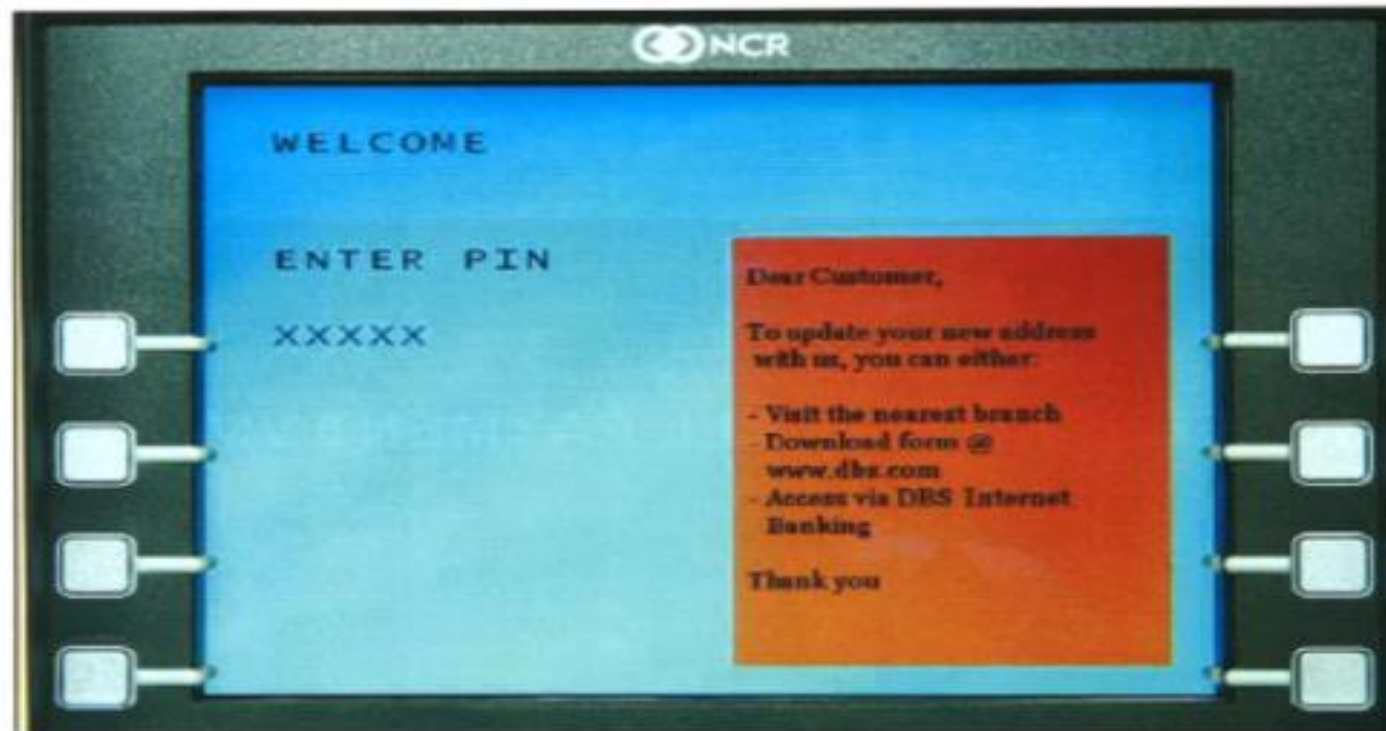 NCR
WELCOME
ENTER PIN
XXXXX
Dear Customer,
To update your new address
with us, you can either:
- Visit the nearest branch
- Download form @
www.dbs.com
- Access via DBS Internet
Banking
Thank you